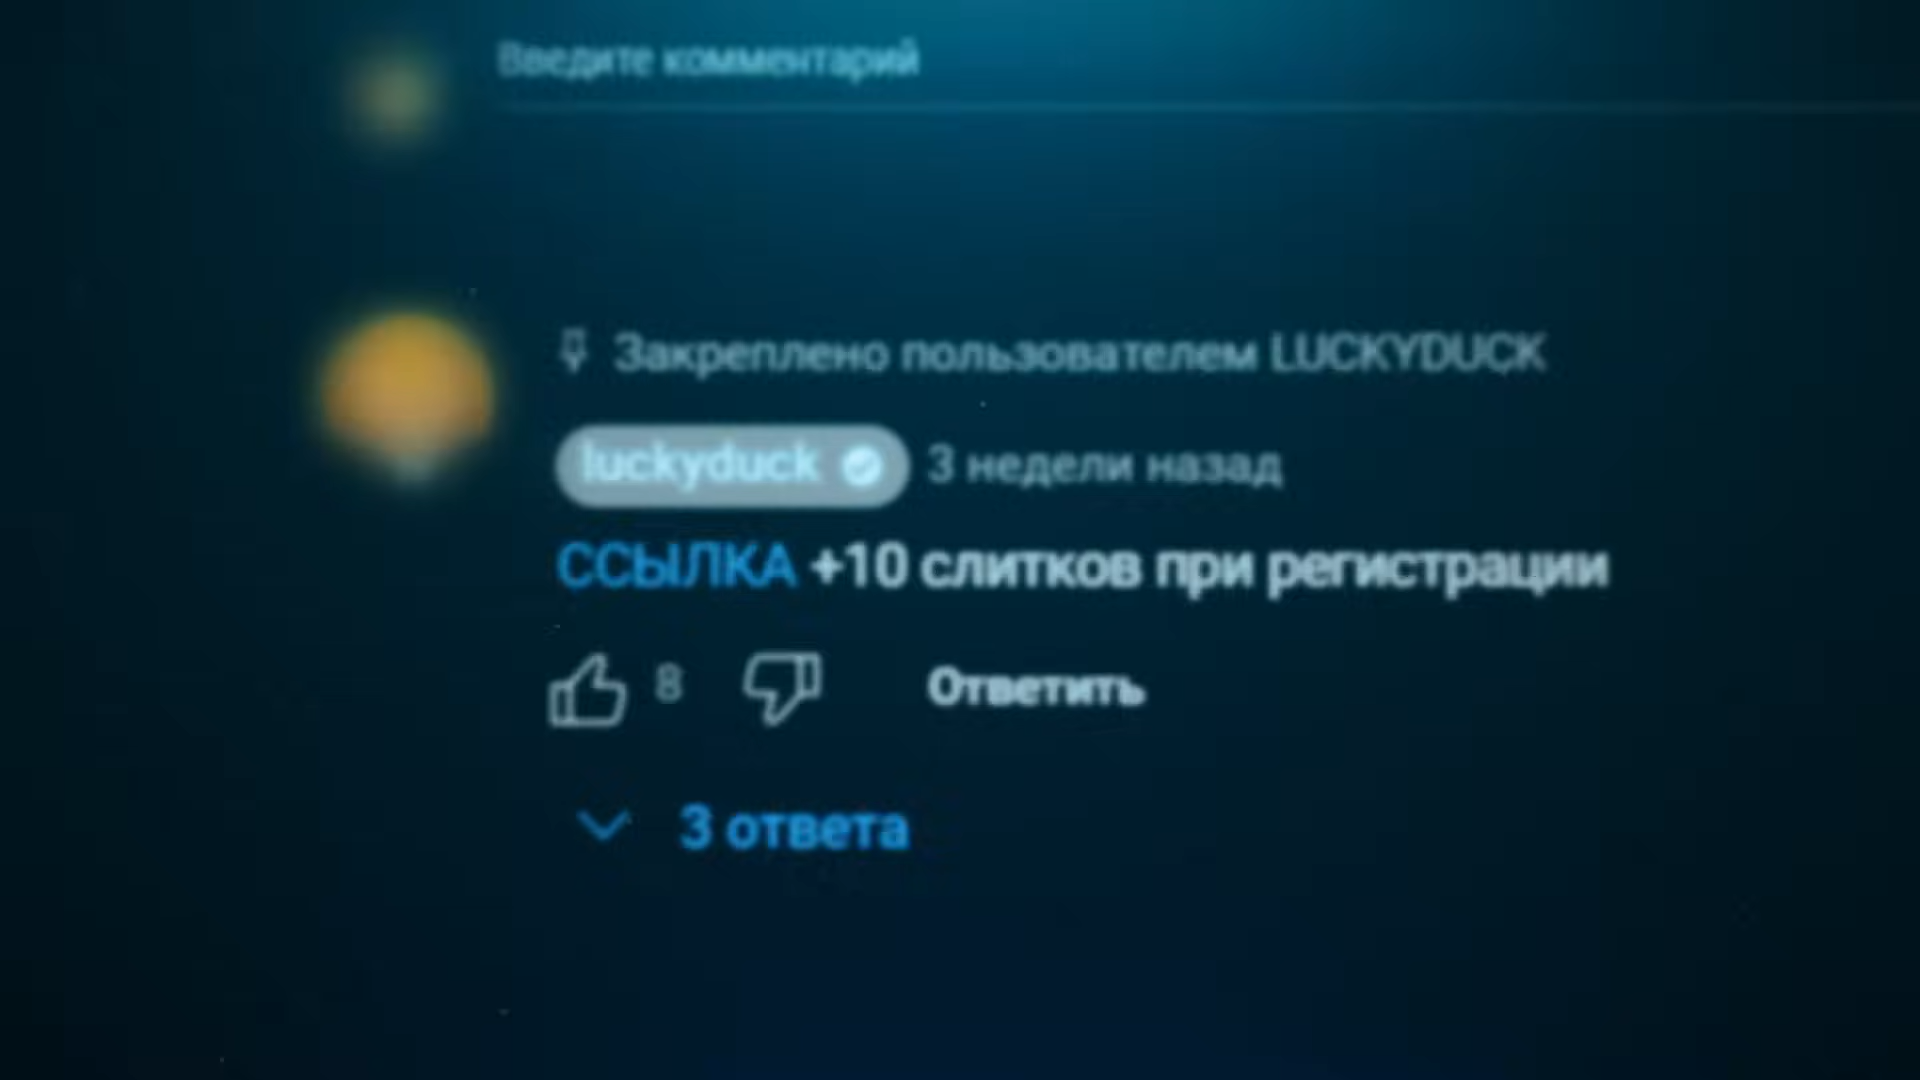 Введите комментарий
Закреплено пользователем LUCKYDUCK
luckyduck 3 недели назад
ССЫЛКА +10 слитков при регистрации
8 Ответить
3 ответа